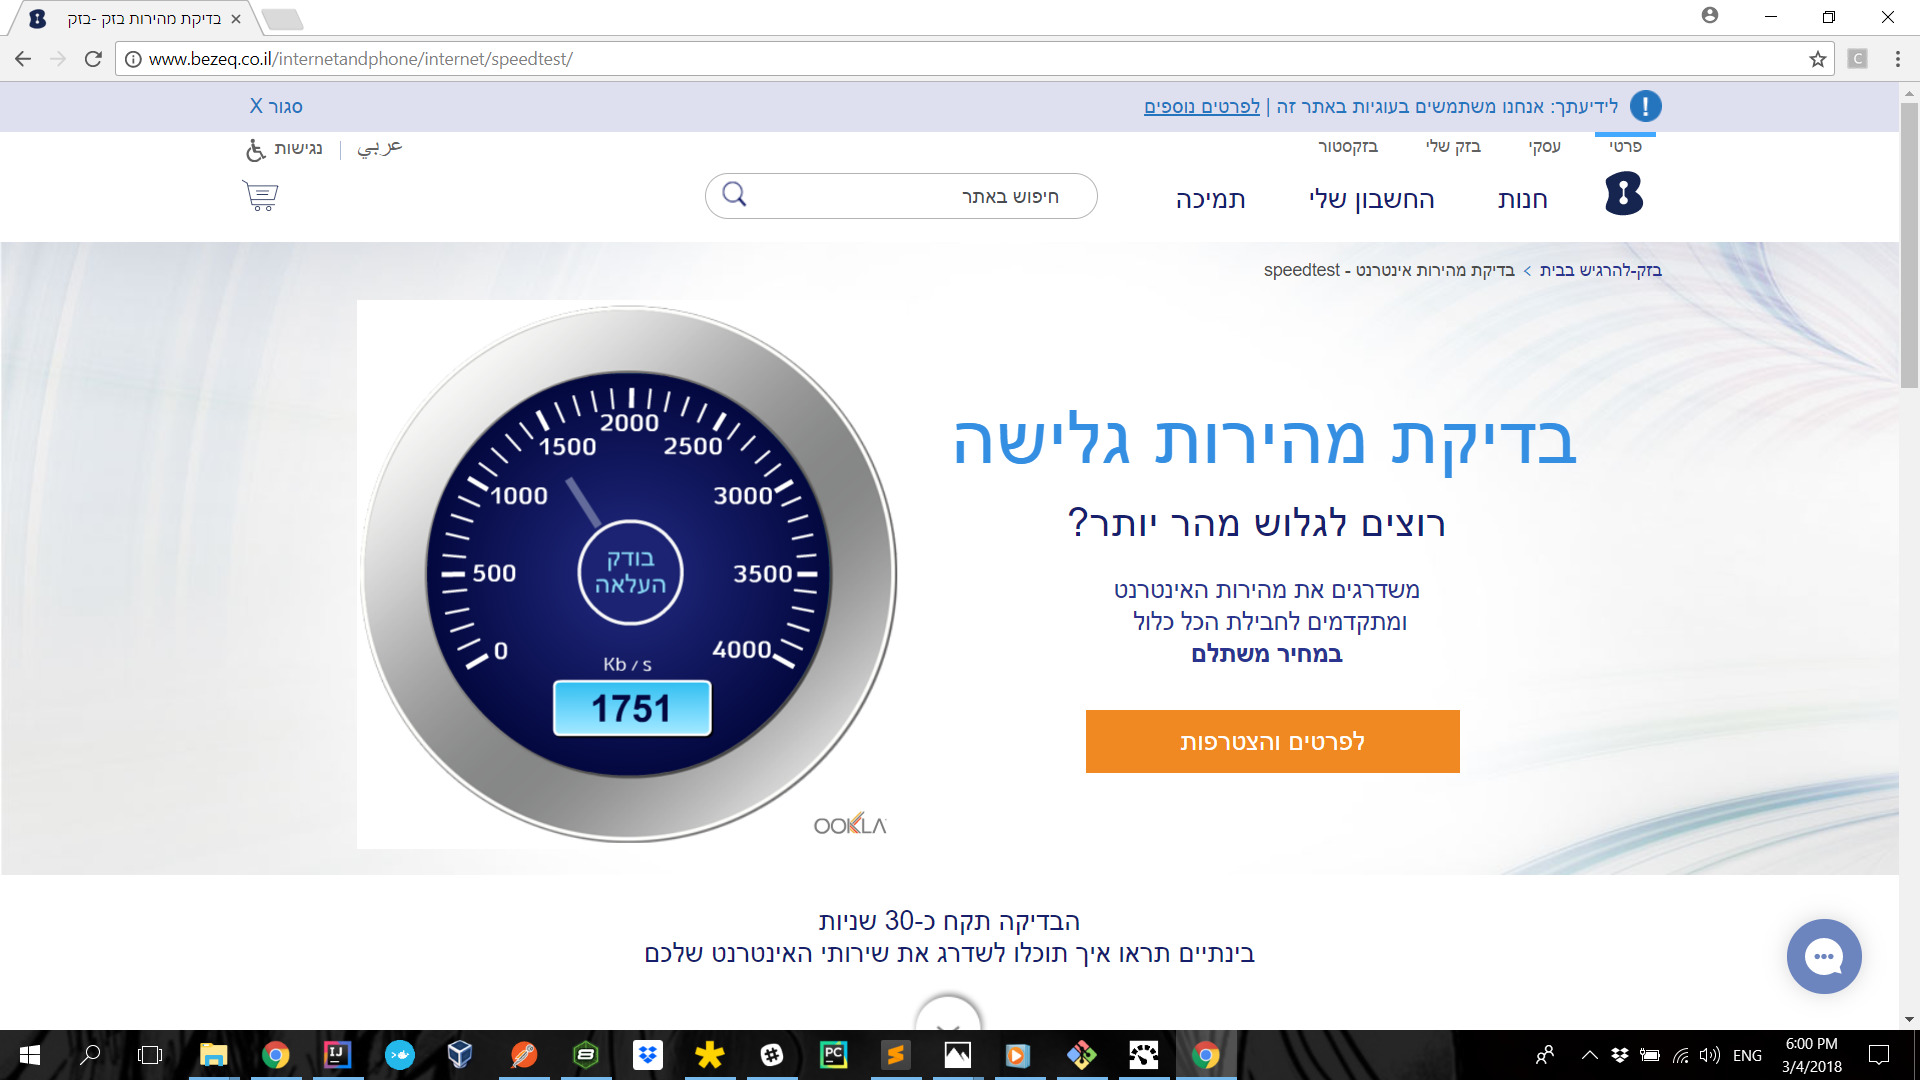 בדיקת מהירות בזק -בזק
www.bezeq.co.il/internetandphone/internet/speedtest/
C
לידיעתך: אנחנו משתמשים בעוגיות באתר זה | לפרטים נוספים
סגור X
פרטי
עסקי
בזק שלי
בזקסטור
عربي
נגישות
חנות
החשבון שלי
תמיכה
חיפוש באתר
בזק-להרגיש בבית > בדיקת מהירות אינטרנט - speedtest
בדיקת מהירות גלישה
רוצים לגלוש מהר יותר?
משדרגים את מהירות האינטרנט
ומתקדמים לחבילת הכל כלול
במחיר משתלם
לפרטים והצטרפות
0
500
1000
1500
2000
2500
3000
3500
4000
בודק
העלאה
Kb / s
1751
OOKLA
הבדיקה תקח כ-30 שניות
בינתיים תראו איך תוכלו לשדרג את שירותי האינטרנט שלכם
IJ
PC
ENG
6:00 PM
3/4/2018